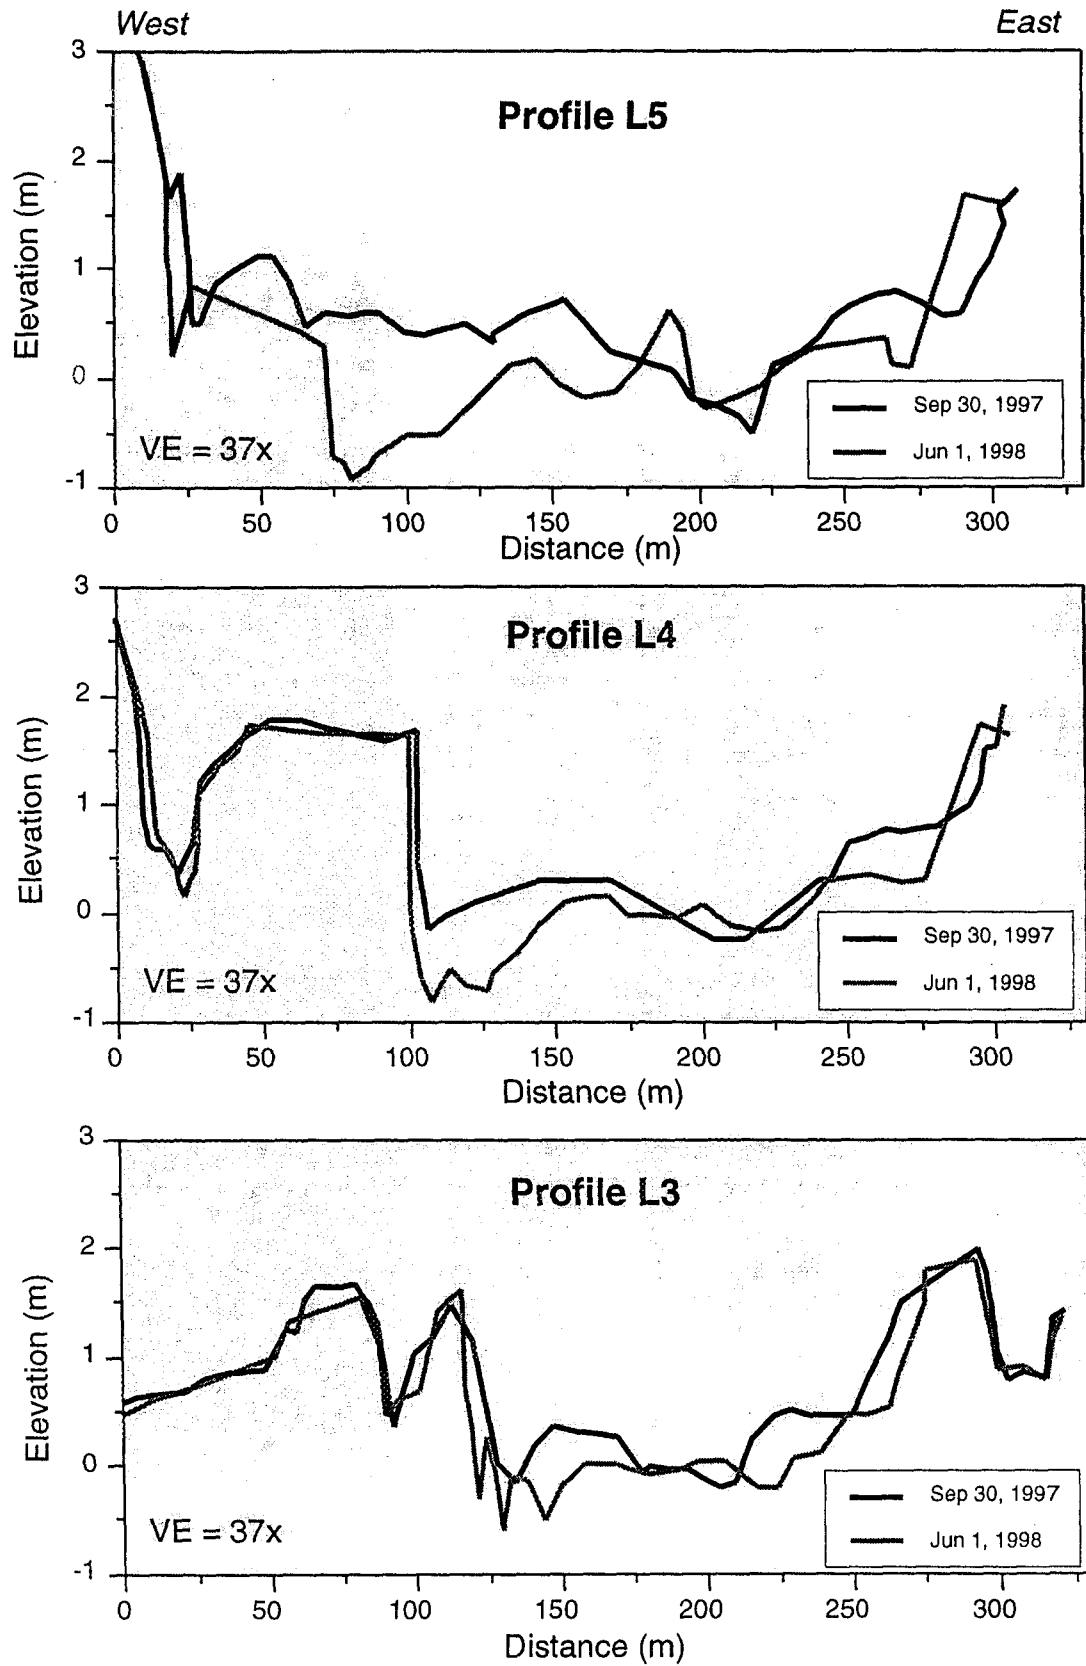 West East
3
Profile L5
2
Elevation (m)
1
0
Sep 30, 1997
VE = 37x
Jun 1, 1998
-1
0 50 100 150 200 250 300
Distance (m)
3
Profile L4
2
Elevation (m)
1
0
Sep 30, 1997
VE = 37x
Jun 1, 1998
-1
0 50 100 150 200 250 300
Distance (m)
3
Profile L3
2
Elevation (m)
1
0
Sep 30, 1997
VE = 37x
Jun 1, 1998
-1
0 50 100 150 200 250 300
Distance (m)